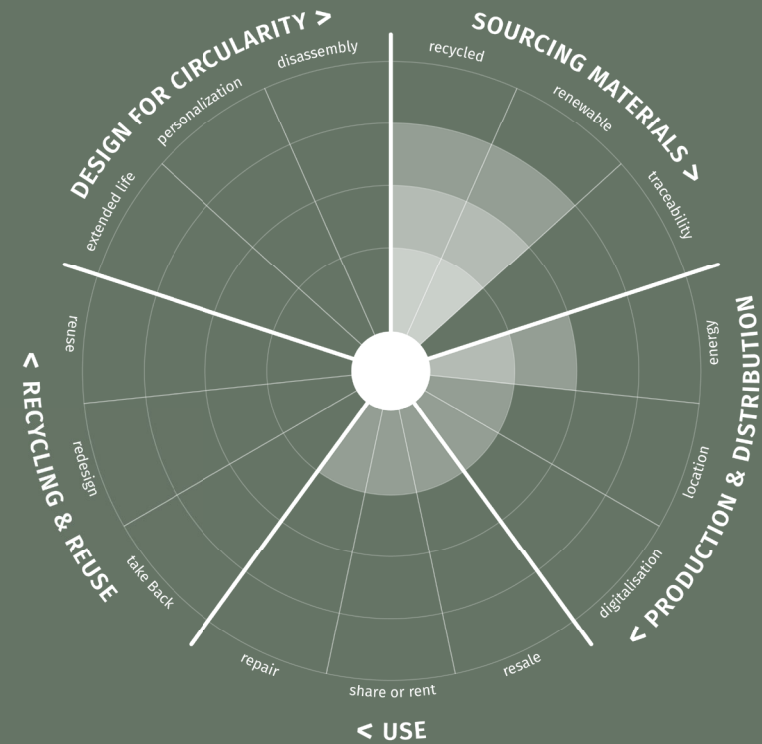 DESIGN FOR CIRCULARITY >
SOURCING MATERIALS >
disassembly
recycled
personalization
renewable
extended life
traceability
reuse
energy
< RECYCLING & REUSE
< PRODUCTION & DISTRIBUTION
redesign
location
take Back
digitalisation
repair
resale
share or rent
< USE